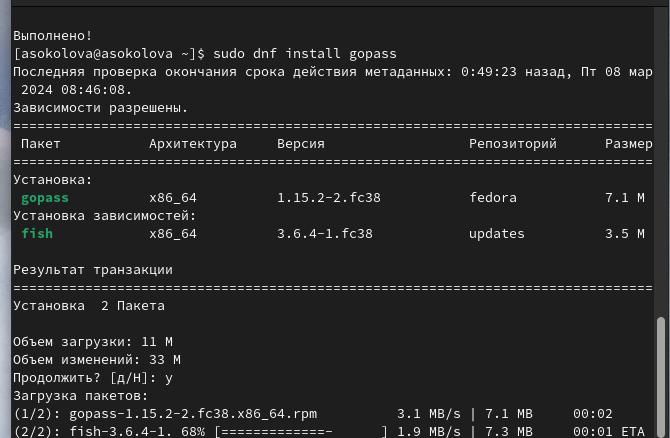 Выполнено!
[asokolova@asokolova ~]$ sudo dnf install gopass
Последняя проверка окончания срока действия метаданных: 0:49:23 назад, Пт 08 мар
 2024 08:46:08.
Зависимости разрешены.
================================================================================
 Пакет           Архитектура     Версия                  Репозиторий      Размер
================================================================================
Установка:
 gopass          x86_64          1.15.2-2.fc38           fedora           7.1 M
Установка зависимостей:
 fish            x86_64          3.6.4-1.fc38            updates          3.5 M
Результат транзакции
================================================================================
Установка  2 Пакета
Объем загрузки: 11 M
Объем изменений: 33 M
Продолжить? [д/Н]: y
Загрузка пакетов:
(1/2): gopass-1.15.2-2.fc38.x86_64.rpm          3.1 MB/s | 7.1 MB     00:02
(2/2): fish-3.6.4-1. 68% [=============-      ] 1.9 MB/s | 7.3 MB     00:01 ETA